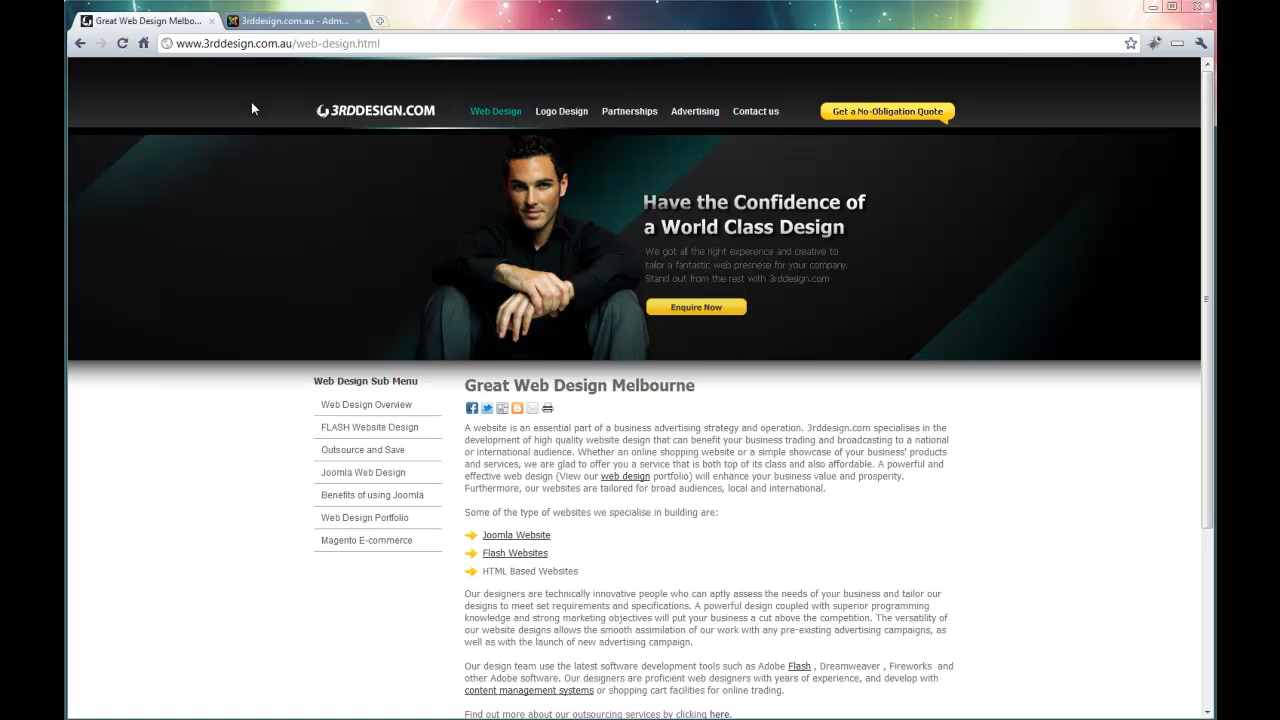 Great Web Design Melbo...
3rddesign.com.au - Adm...
www.3rddesign.com.au/web-design.html
3RDDESIGN.COM
Web Design
Logo Design
Partnerships
Advertising
Contact us
Get a No-Obligation Quote
Have the Confidence of
a World Class Design
We got all the right experence and creative to
tailor a fantastic web presnese for your company.
Stand out from the rest with 3rddesign.com
Enquire Now
Web Design Sub Menu
Web Design Overview
FLASH Website Design
Outsource and Save
Joomla Web Design
Benefits of using Joomla
Web Design Portfolio
Magento E-commerce
Great Web Design Melbourne
A website is an essential part of a business advertising strategy and operation. 3rddesign.com specialises in the
development of high quality website design that can benefit your business trading and broadcasting to a national
or international audience. Whether an online shopping website or a simple showcase of your business' products
and services, we are glad to offer you a service that is both top of its class and also affordable. A powerful and
effective web design (View our web design portfolio) will enhance your business value and prosperity.
Furthermore, our websites are tailored for broad audiences, local and international.
Some of the type of websites we specialise in building are:
Joomla Website
Flash Websites
HTML Based Websites
Our designers are technically innovative people who can aptly assess the needs of your business and tailor our
designs to meet set requirements and specifications. A powerful design coupled with superior programming
knowledge and strong marketing objectives will put your business a cut above the competition. The versatility of
our website designs allows the smooth assimilation of our work with any pre-existing advertising campaigns, as
well as with the launch of new advertising campaign.
Our design team use the latest software development tools such as Adobe Flash , Dreamweaver , Fireworks and
other Adobe software. Our designers are proficient web designers with years of experience, and develop with
content management systems or shopping cart facilities for online trading.
Find out more about our outsourcing services by clicking here.